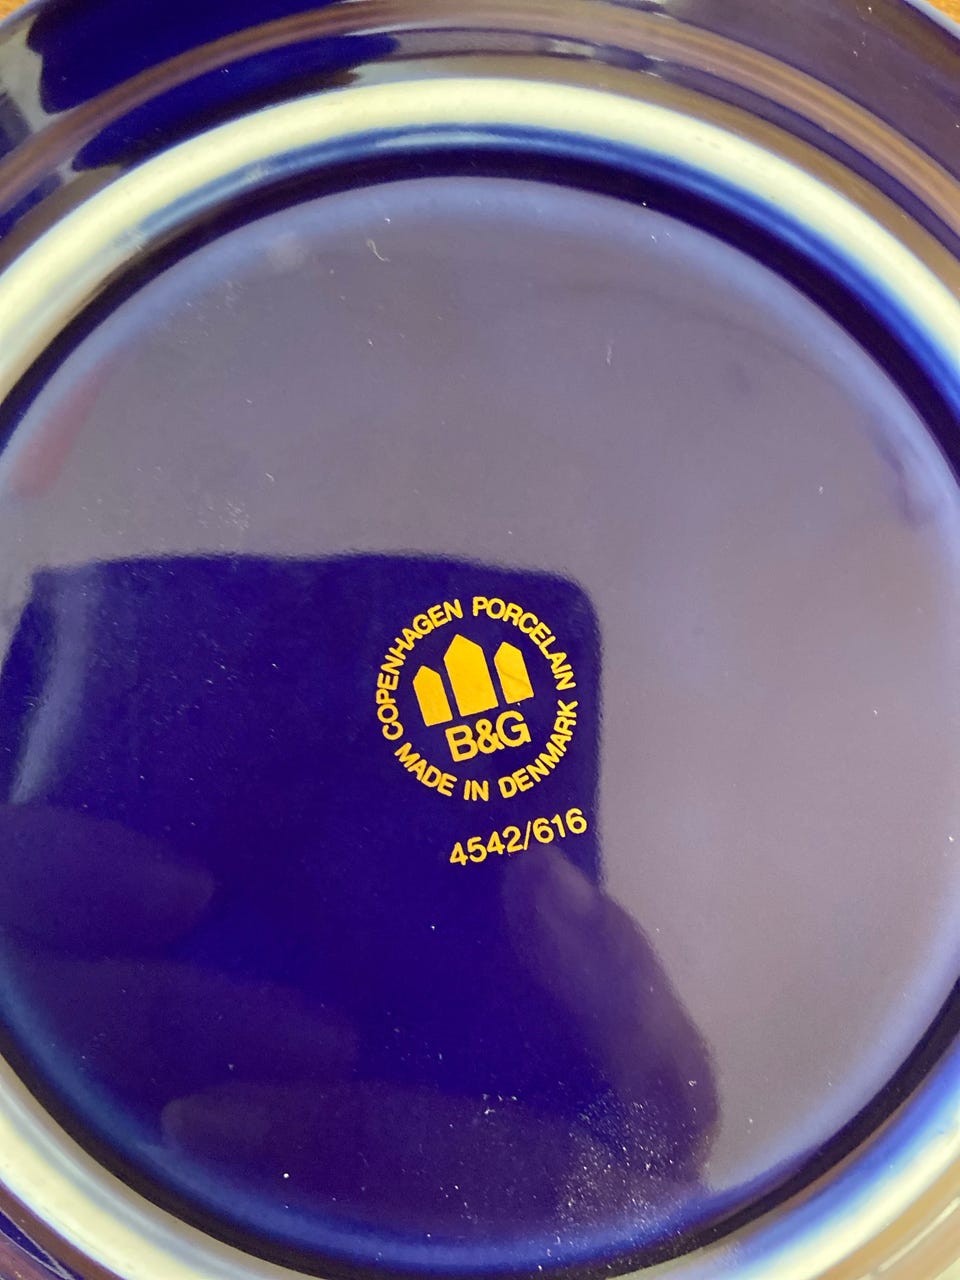 COPENHAGEN PORCELAIN
B&G
MADE IN DENMARK
4542/616